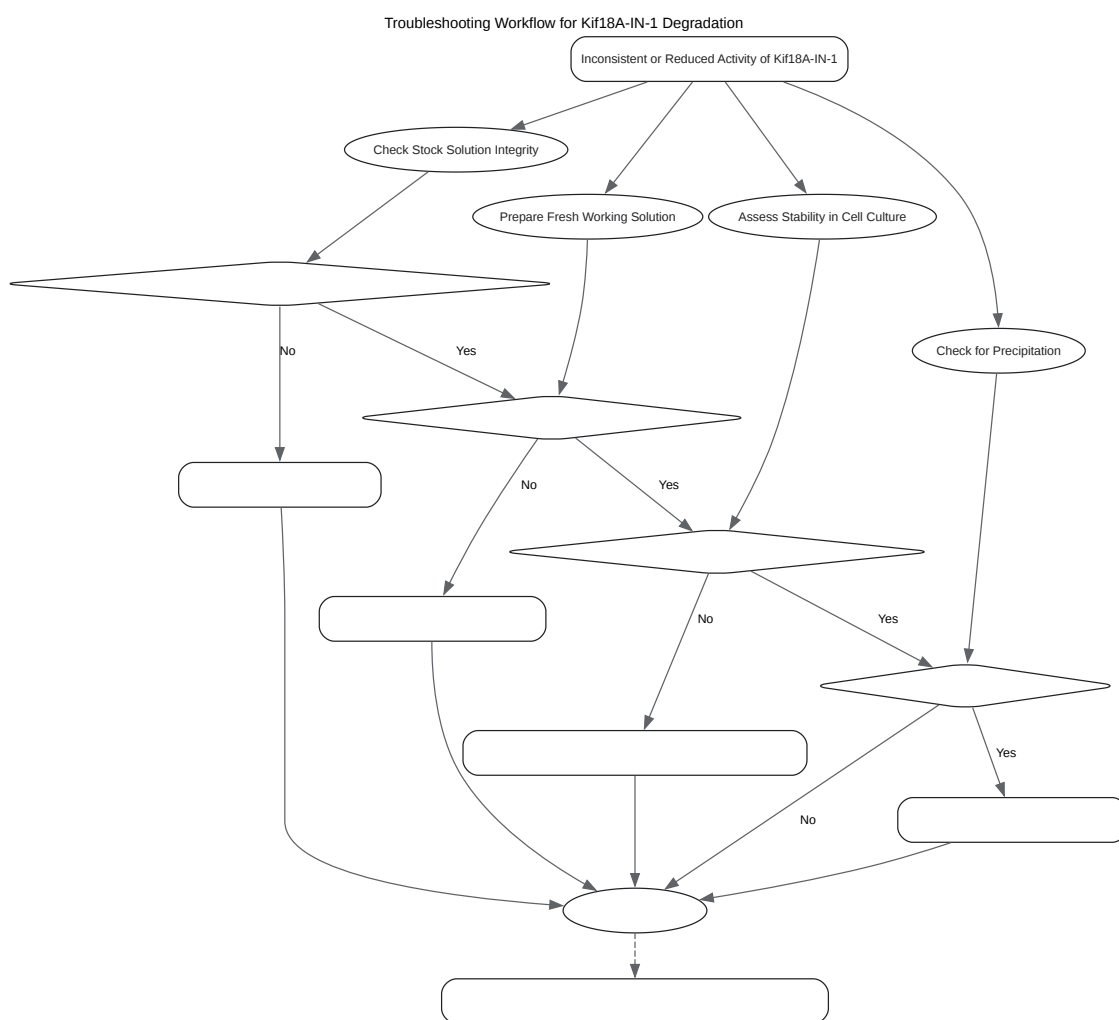 Troubleshooting Workflow for Kif18A-IN-1 Degradation
Inconsistent or Reduced Activity of Kif18A-IN-1
Check Stock Solution Integrity
Prepare Fresh Working Solution
Assess Stability in Cell Culture
No
Yes
Check for Precipitation
No
Yes
No
Yes
Yes
No